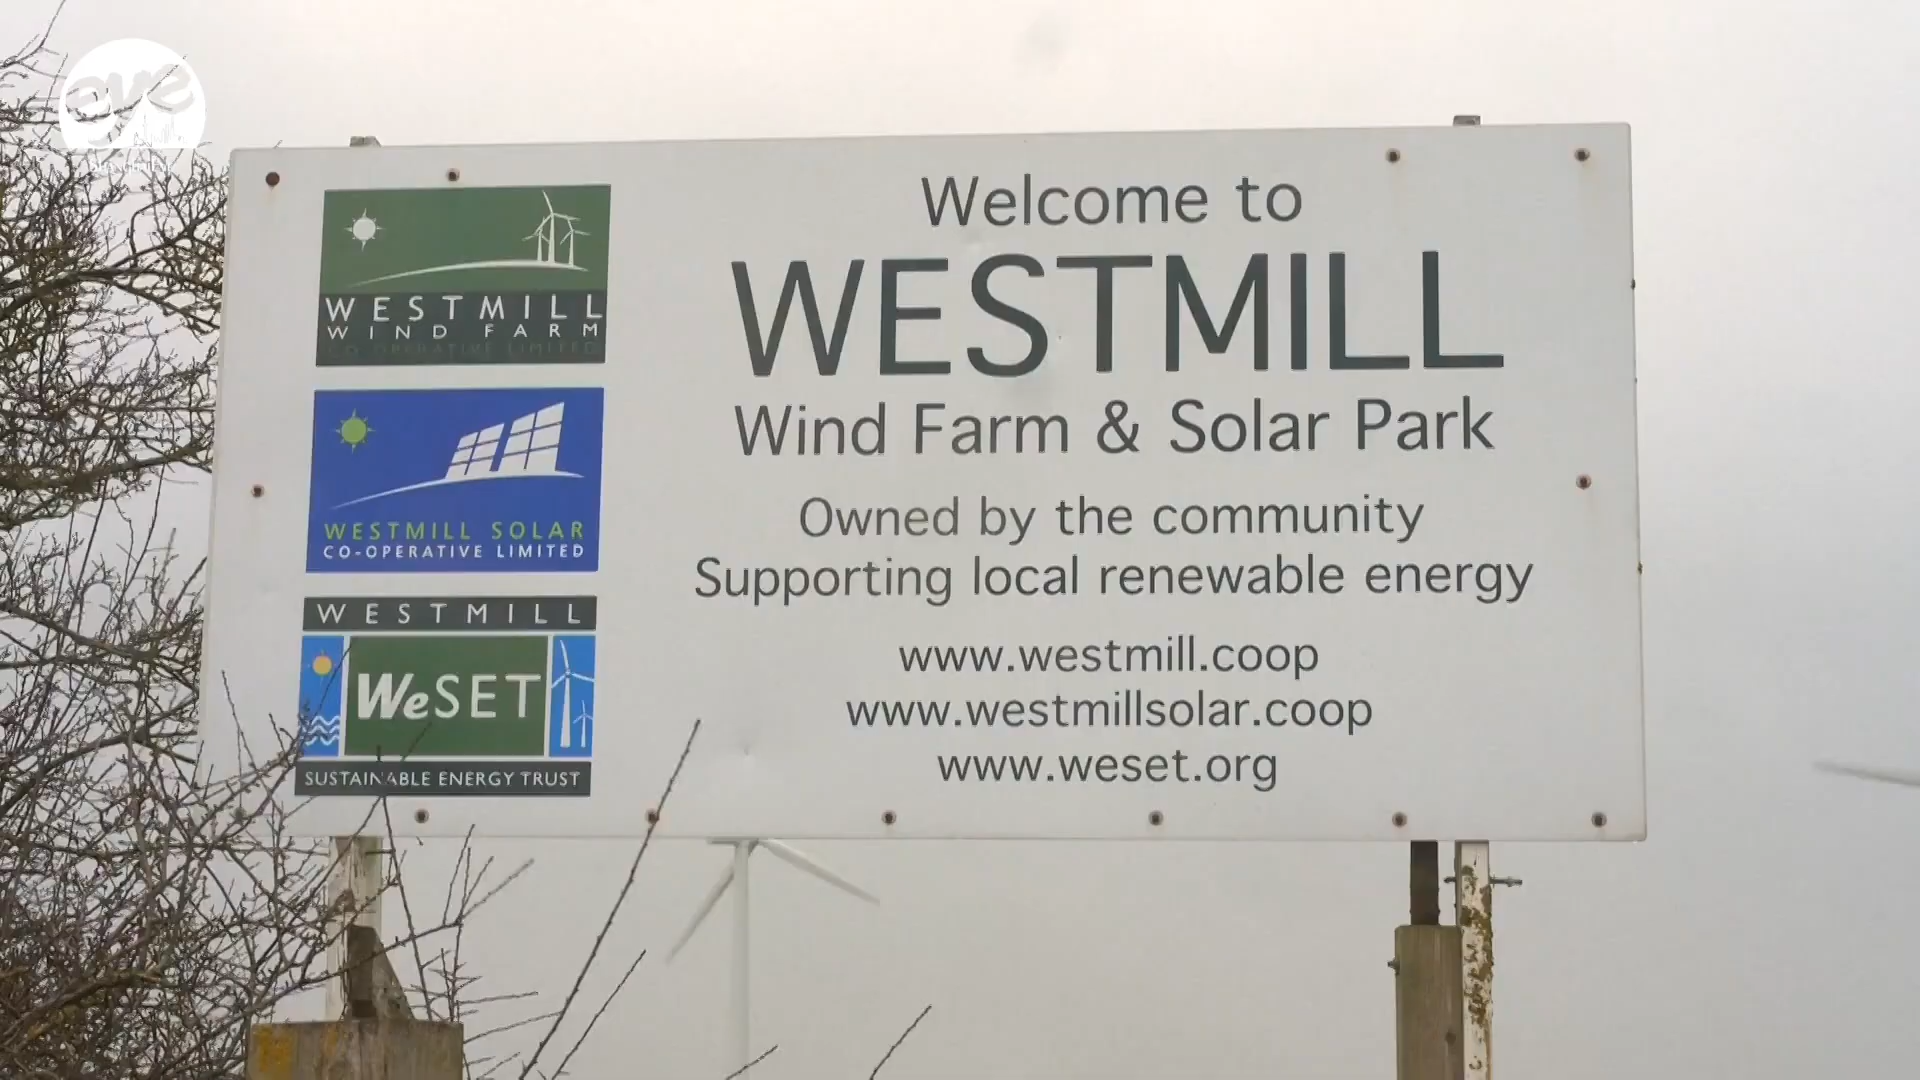 eye
WESTMILL
WIND FARM
CO-OPERATIVE LIMITED
WESTMILL SOLAR
CO-OPERATIVE LIMITED
WESTMILL
WeSET
SUSTAINABLE ENERGY TRUST
Welcome to
WESTMILL
Wind Farm & Solar Park
Owned by the community
Supporting local renewable energy
www.westmill.coop
www.westmillsolar.coop
www.weset.org